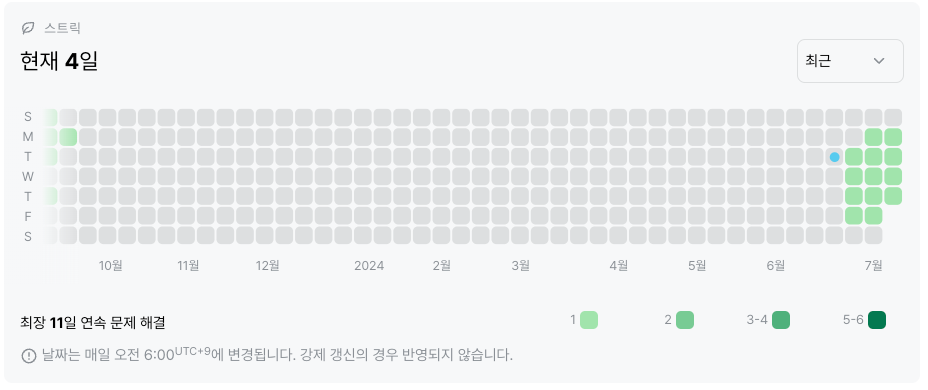 스트릭
현재 4일
최근
S
M
T
W
T
F
S
10월 11월 12월 2024 2월 3월 4월 5월 6월 7월
최장 11일 연속 문제 해결
1 2 3-4 5-6
날짜는 매일 오전 6:00UTC+9에 변경됩니다. 강제 갱신의 경우 반영되지 않습니다.